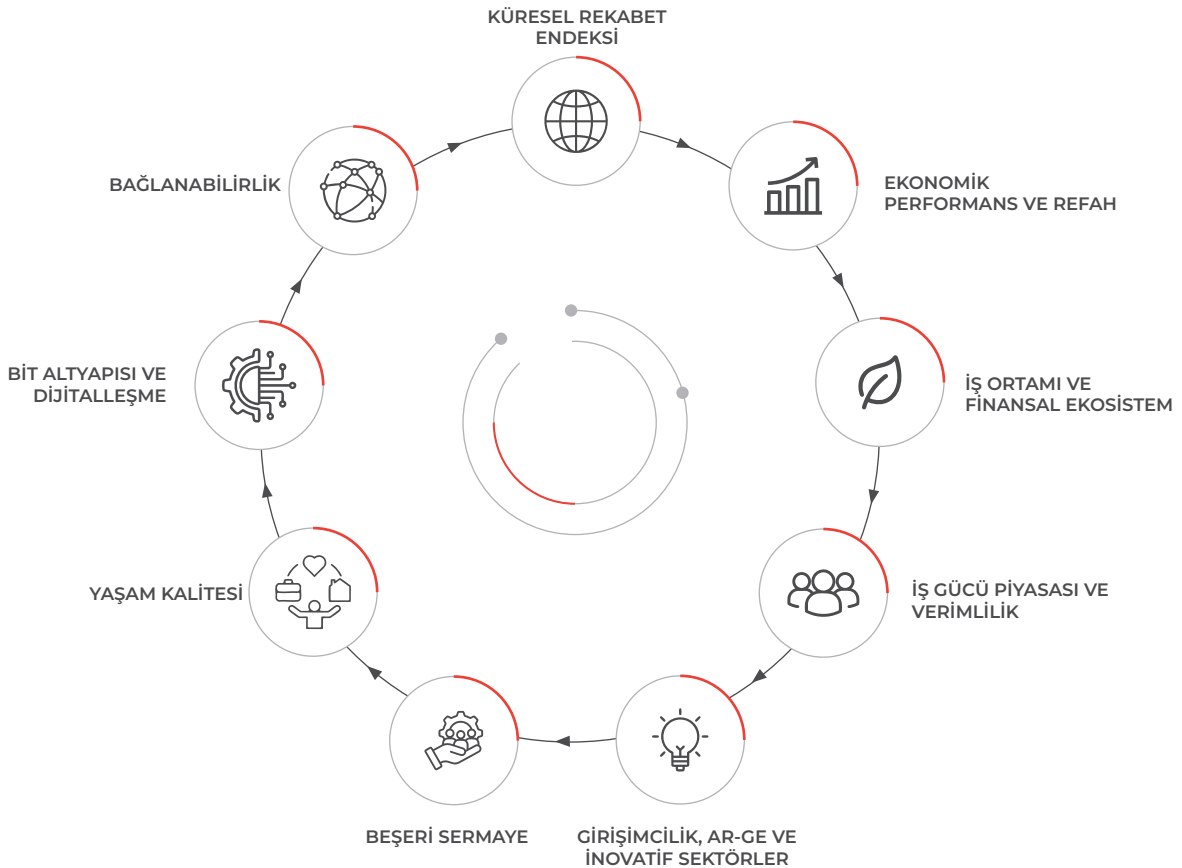 KÜRESEL REKABET
ENDEKSİ
EKONOMİK
PERFORMANS VE REFAH
İŞ ORTAMI VE
FİNANSAL EKOSİSTEM
İŞ GÜCÜ PİYASASI VE
VERİMLİLİK
GİRİŞİMCİLİK, AR-GE VE
İNOVATİF SEKTÖRLER
BEŞERİ SERMAYE
YAŞAM KALİTESİ
BİT ALTYAPISI VE
DİJİTALLEŞME
BAĞLANABİLİRLİK